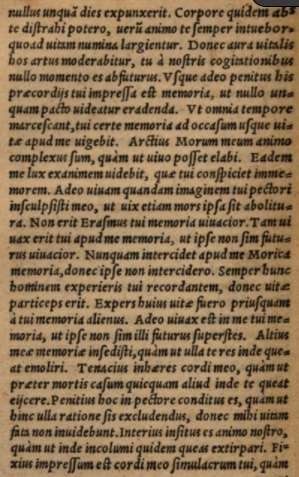 nullus unquã dies expunxerit. Corpore quidem abs
te distrahi potero, uerũ animo te semper intuebor,
quoad uitam numina largientur. Donec aura uitalis
hos artus moderabitur, tu à nostris cogitationibus
nullo momento es abfuturus. Vsque adeo penitus his
præcordijs tui impressa est memoria, ut nullo un=
quam pacto uideatur eradenda. Vt omnia tempore
marcescant, tui certe memoria ad occasum usque ui=
tæ apud me uigebit. Arctius Morum meum animo
complexus sum, quàm ut uiuo posset elabi. Eadem
me lux exanimem uidebit, quæ tui conspiciet imme=
morem. Adeo uiuam quandam imaginem tui pectori
insculpsisti meo, ut uix etiam mors ipsa sit abolitu=
ra. Non erit Erasmus tui memoria uiuacior. Tam ui
uax erit tui apud me memoria, ut ipse non sim futu=
rus uiuacior. Nunquam intercidet apud me Morica
memoria, donec ipse non intercidero. Semper hunc
hominem experieris tui recordantem, donec uitæ
particeps erit. Expers huius uitæ fuero priusquam
à tui memoria alienus. Adeo uiuax est in me tui me=
moria, ut ipse non sim illi futurus superstes. Altius
meæ memoriæ insedisti, quàm ut ulla te res inde que=
at emoliri. Tenacius inhæres cordi meo, quàm ut
præter mortis casum quicquam aliud inde te queat
eijcere. Penitius hoc in pectore conditus es, quàm ut
hinc ulla ratione sis excludendus, donec mihi uitam
fata non inuidebunt. Interius insitus es animo nostro,
quàm ut inde incolumi quidem queas extirpari. Fi=
xius impressum est cordi meo simulacrum tui, quàm